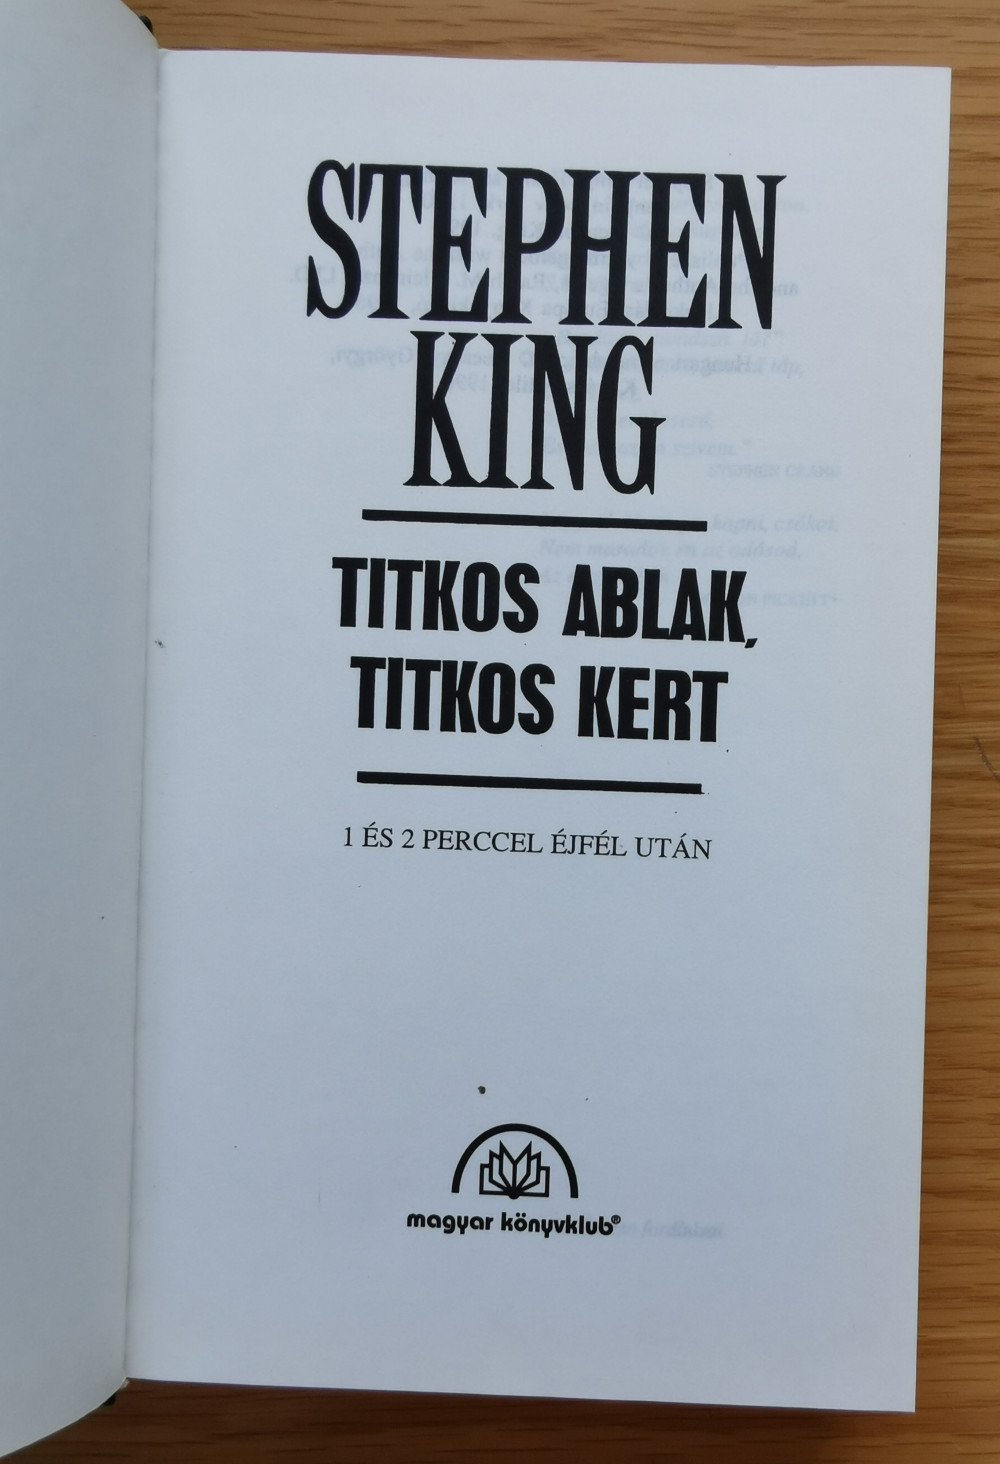 STEPHEN
KING
TITKOS ABLAK,
TITKOS KERT
1 ÉS 2 PERCCEL ÉJFÉL UTÁN
magyar könyvklub®